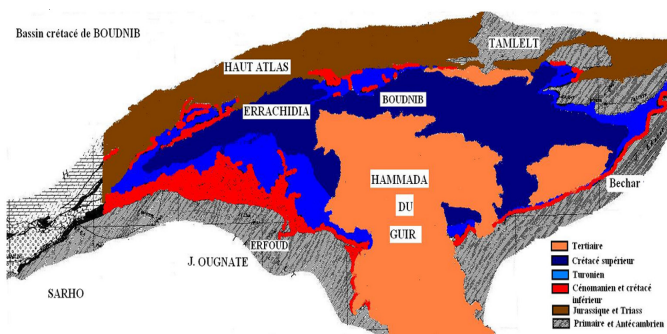 Bassin crétacé de BOUDNIB
TAMLELT
HAUT ATLAS
BOUDNIB
ERRACHIDIA
HAMMADA
DU
GUIR
Bechar
ERFOUD
J. OUGNATE
SARHO
Tertiaire
Crétacé supérieur
Turonien
Cénomanien et crétacé
inférieur
Jurassique et Triass
Primaire et Antécambrien